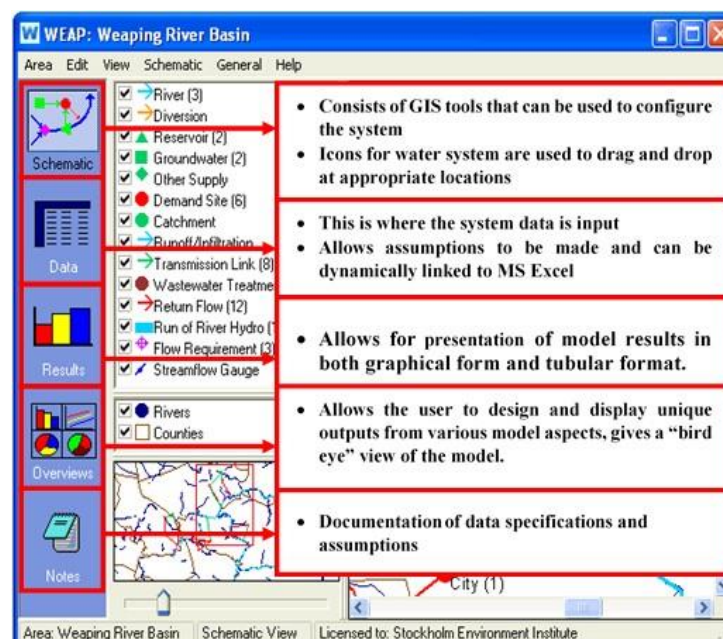 WEAP: Weaping River Basin
Area Edit View Schematic General Help
Schematic
Data
Results
Overviews
Notes
River (3)
Diversion
Reservoir (2)
Groundwater (2)
Other Supply
Demand Site (6)
Catchment
Runoff/Infiltration
Transmission Link (8)
Wastewater Treatme
Return Flow (12)
Run of River Hydro (
Flow Requirement (3)
Streamflow Gauge
Rivers
Counties
• Consists of GIS tools that can be used to configure
the system
• Icons for water system are used to drag and drop
at appropriate locations
• This is where the system data is input
• Allows assumptions to be made and can be
dynamically linked to MS Excel
• Allows for presentation of model results in
both graphical form and tubular format.
• Allows the user to design and display unique
outputs from various model aspects, gives a “bird
eye” view of the model.
• Documentation of data specifications and
assumptions
City (1)
Area: Weaping River Basin Schematic View Licensed to: Stockholm Environment Institute